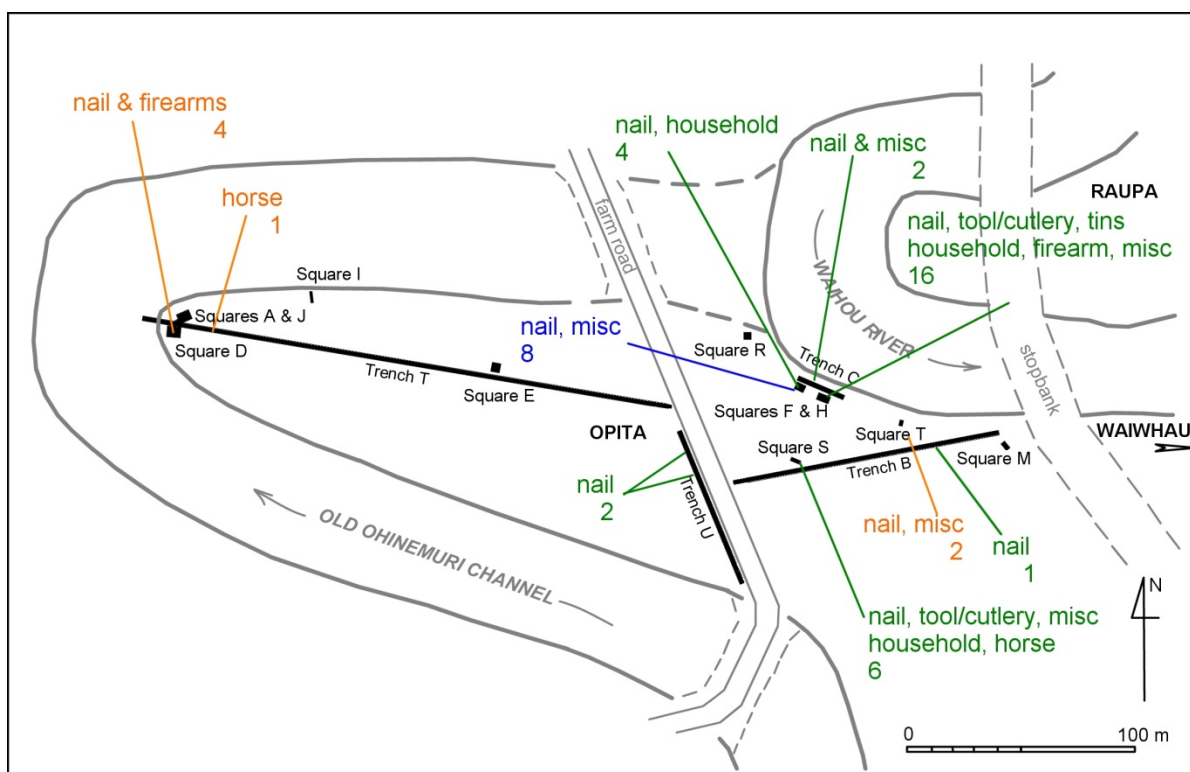 nail & firearms
4
horse
1
nail, household
4
nail & misc
2
RAUPA
nail, tool/cutlery, tins
household, firearm, misc
16
farm road
WAIHOU RIVER
Square I
Squares A & J
Square D
Trench T
Square E
nail, misc
8
Square R
Trench C
Squares F & H
stopbank
OPITA
Square T
WAIWHAU
Square S
Trench B
Square M
nail
2
Trench U
nail, misc
2
nail
1
OLD OHINEMURI CHANNEL
nail, tool/cutlery, misc
household, horse
6
N
0 100 m